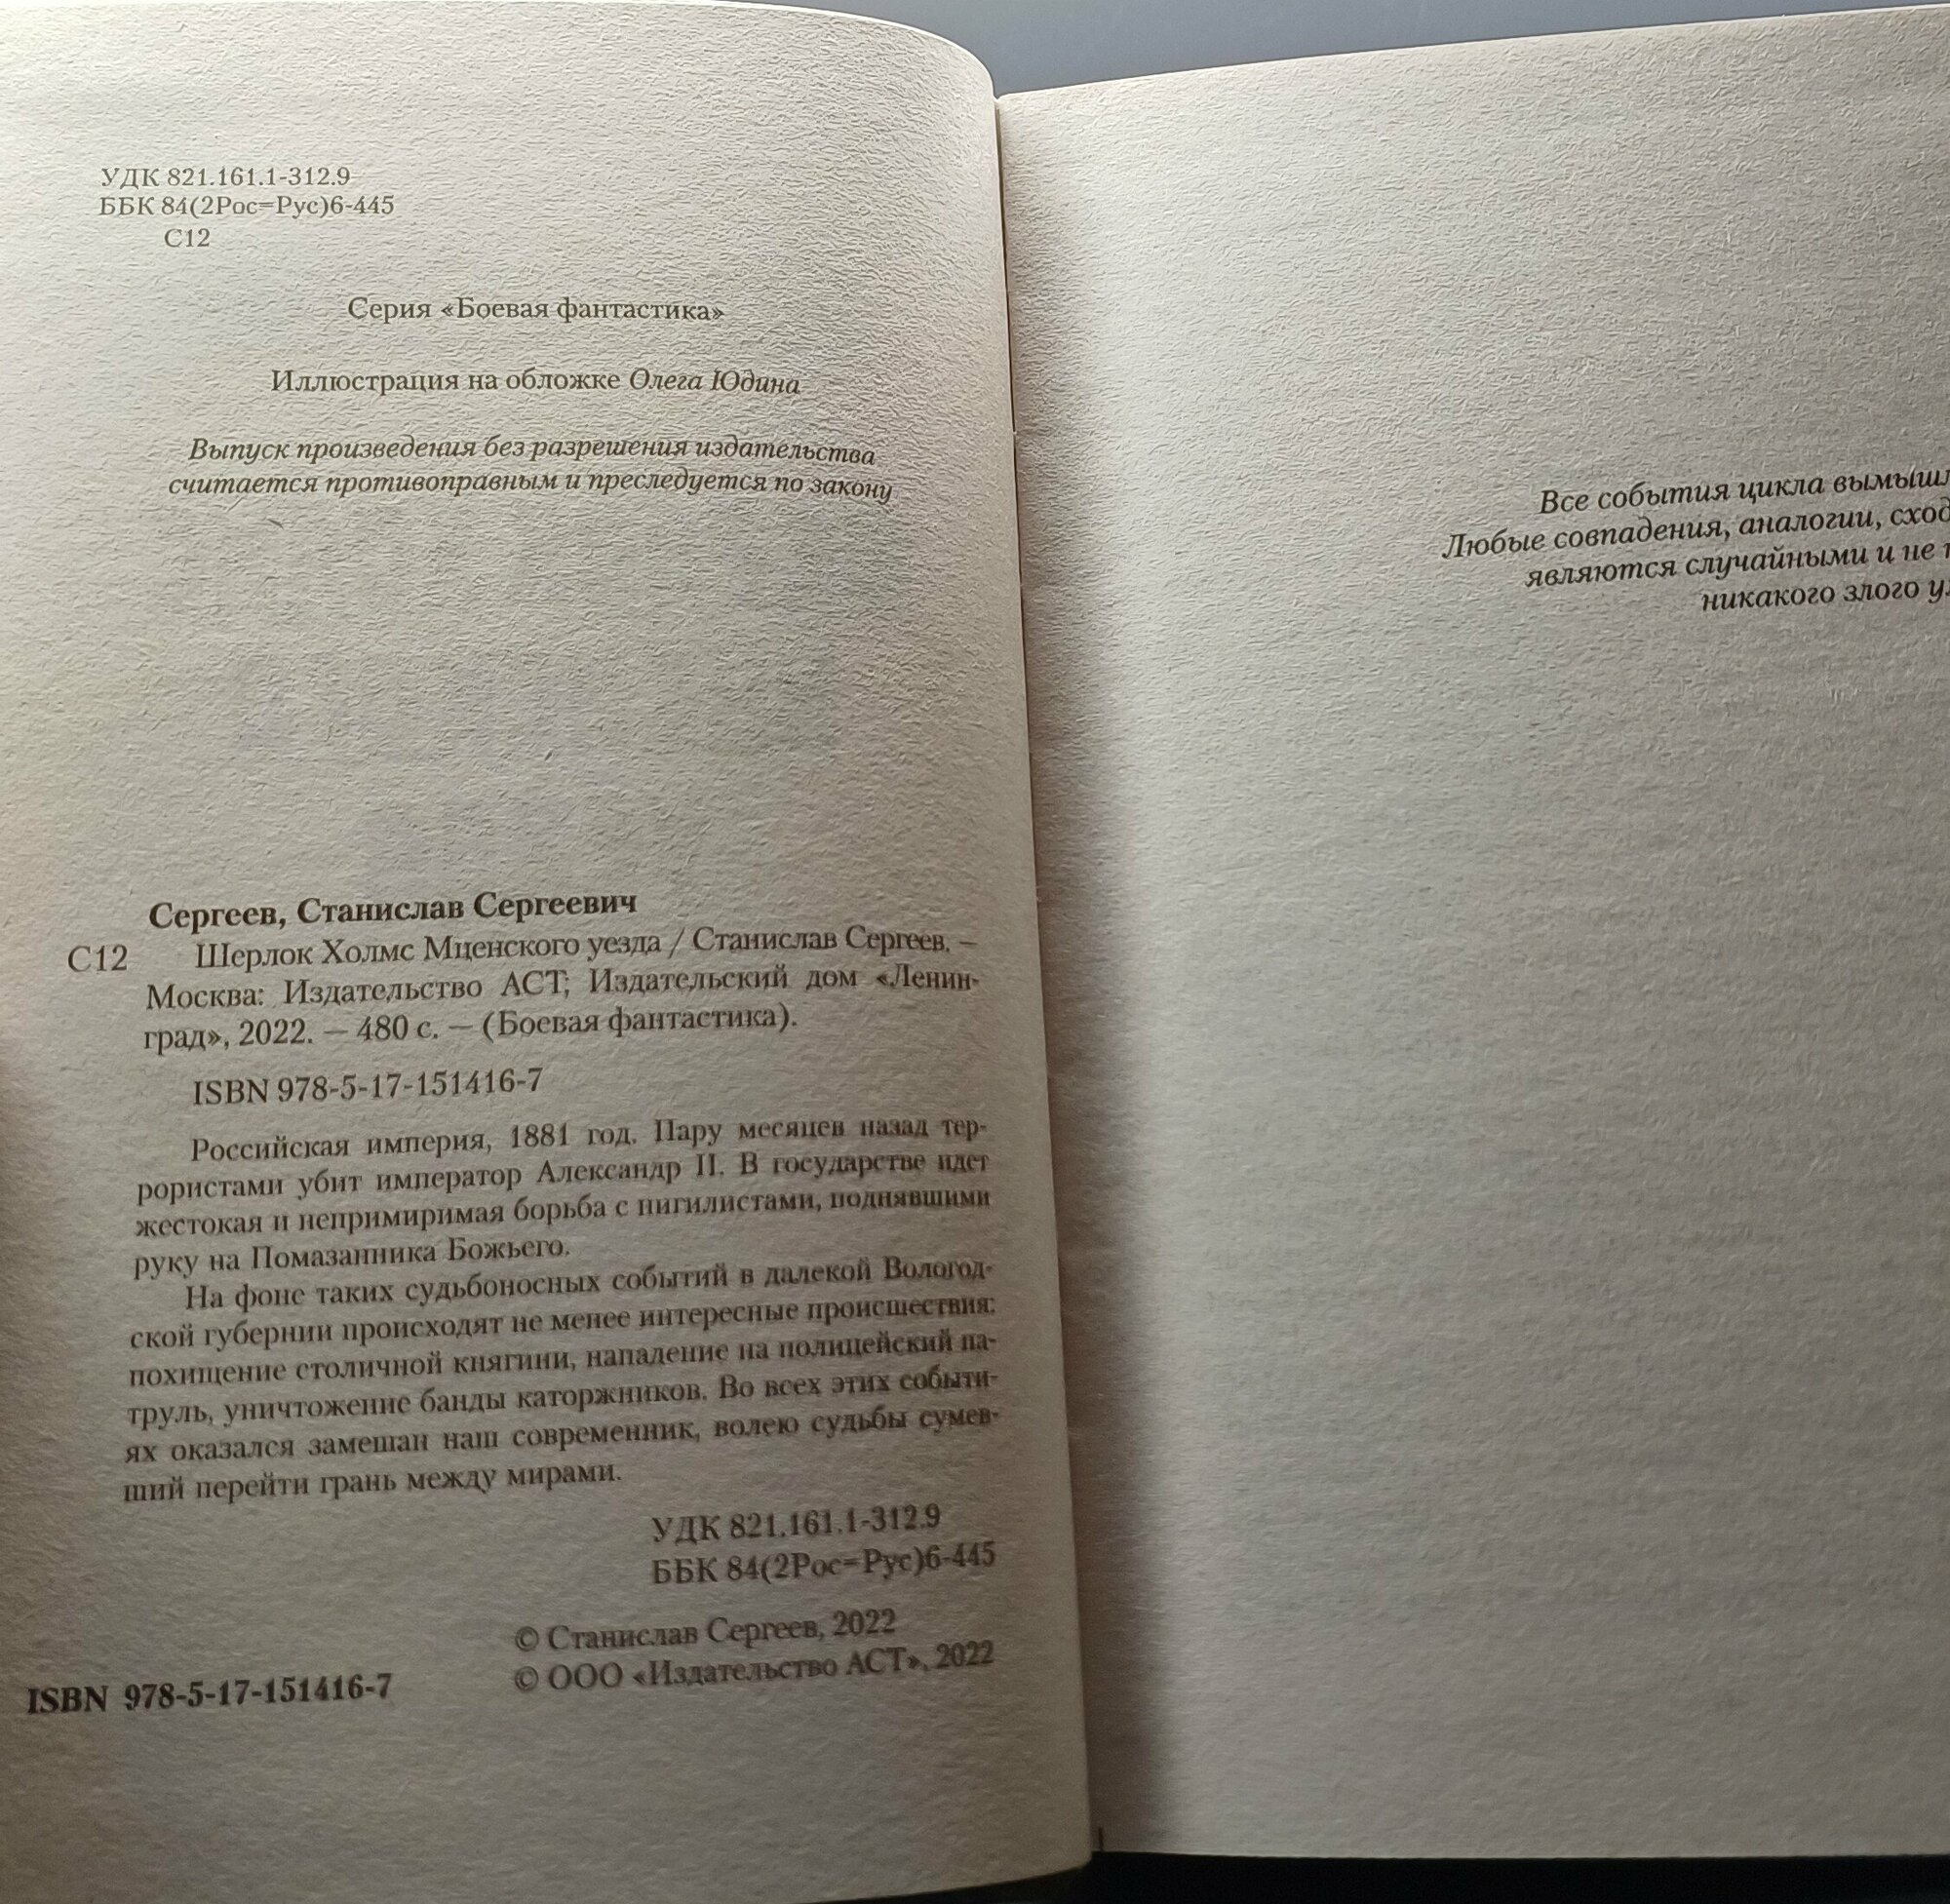 УДК 821.161.1-312.9
ББК 84(2Рос=Рус)6-445
С12
Серия «Боевая фантастика»
Иллюстрация на обложке Олега Юдина
Выпуск произведения без разрешения издательства
считается противоправным и преследуется по закону
Сергеев, Станислав Сергеевич
С12 Шерлок Холмс Мценского уезда / Станислав Сергеев. –
Москва: Издательство АСТ; Издательский дом «Ленин-
град», 2022. — 480 с. — (Боевая фантастика).
ISBN 978-5-17-151416-7
Российская империя, 1881 год. Пару месяцев назад тер-
рористами убит император Александр II. В государстве идет
жестокая и непримиримая борьба с нигилистами, поднявшими
руку на Помазанника Божьего.
На фоне таких судьбоносных событий в далекой Вологод-
ской губернии происходят не менее интересные происшествия:
похищение столичной княгини, нападение на полицейский па-
труль, уничтожение банды каторжников. Во всех этих событи-
ях оказался замешан наш современник, волею судьбы сумев-
ший перейти грань между мирами.
УДК 821.161.1-312.9
ББК 84(2Рос=Рус)6-445
© Станислав Сергеев, 2022
© ООО «Издательство АСТ», 2022
ISBN 978-5-17-151416-7
Все события цикла
Любые совпадения, аналогии,
являются случайными и не
никакого злого